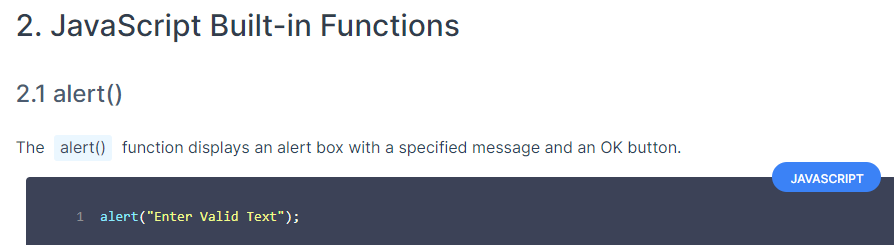 2. JavaScript Built-in Functions
2.1 alert()
The alert() function displays an alert box with a specified message and an OK button.
JAVASCRIPT
1 alert("Enter Valid Text");